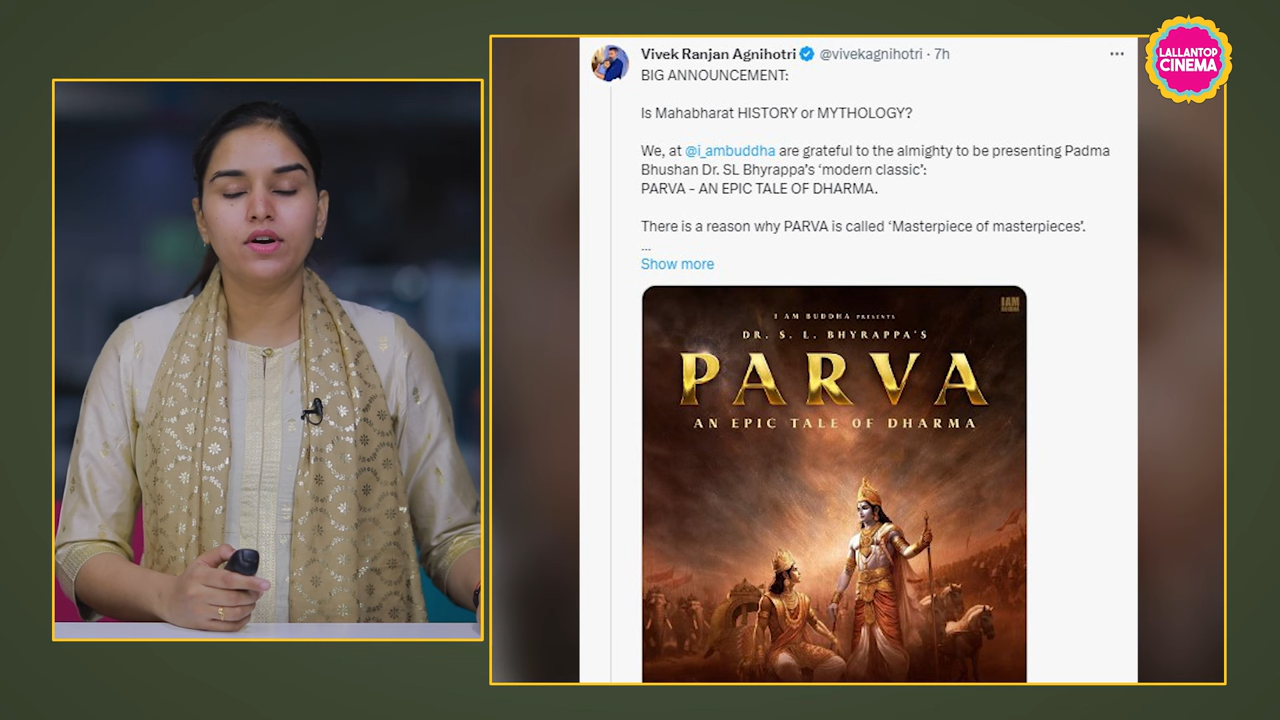 Vivek Ranjan Agnihotri @vivekagnihotri · 7h
BIG ANNOUNCEMENT:
Is Mahabharat HISTORY or MYTHOLOGY?
We, at @i_ambuddha are grateful to the almighty to be presenting Padma
Bhushan Dr. SL Bhyrappa's ‘modern classic’:
PARVA - AN EPIC TALE OF DHARMA.
There is a reason why PARVA is called ‘Masterpiece of masterpieces’.
...
Show more
I AM BUDDHA PRESENTS
DR. S. L. BHYRAPPA'S
PARVA
AN EPIC TALE OF DHARMA
IAM
LALLANTOP
CINEMA